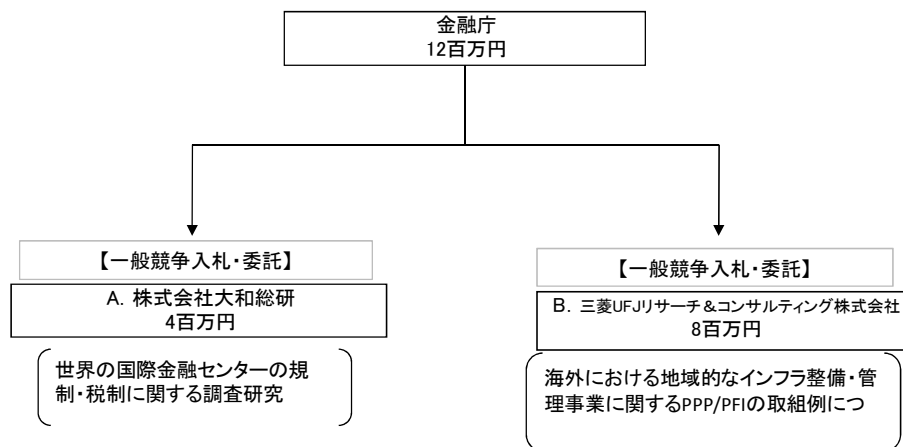 金融庁
12百万円
【一般競争入札・委託】
A. 株式会社大和総研
4百万円
世界の国際金融センターの規
制・税制に関する調査研究
【一般競争入札・委託】
B. 三菱UFJリサーチ&コンサルティング株式会社
8百万円
海外における地域的なインフラ整備・管
理事業に関するPPP/PFIの取組例につ